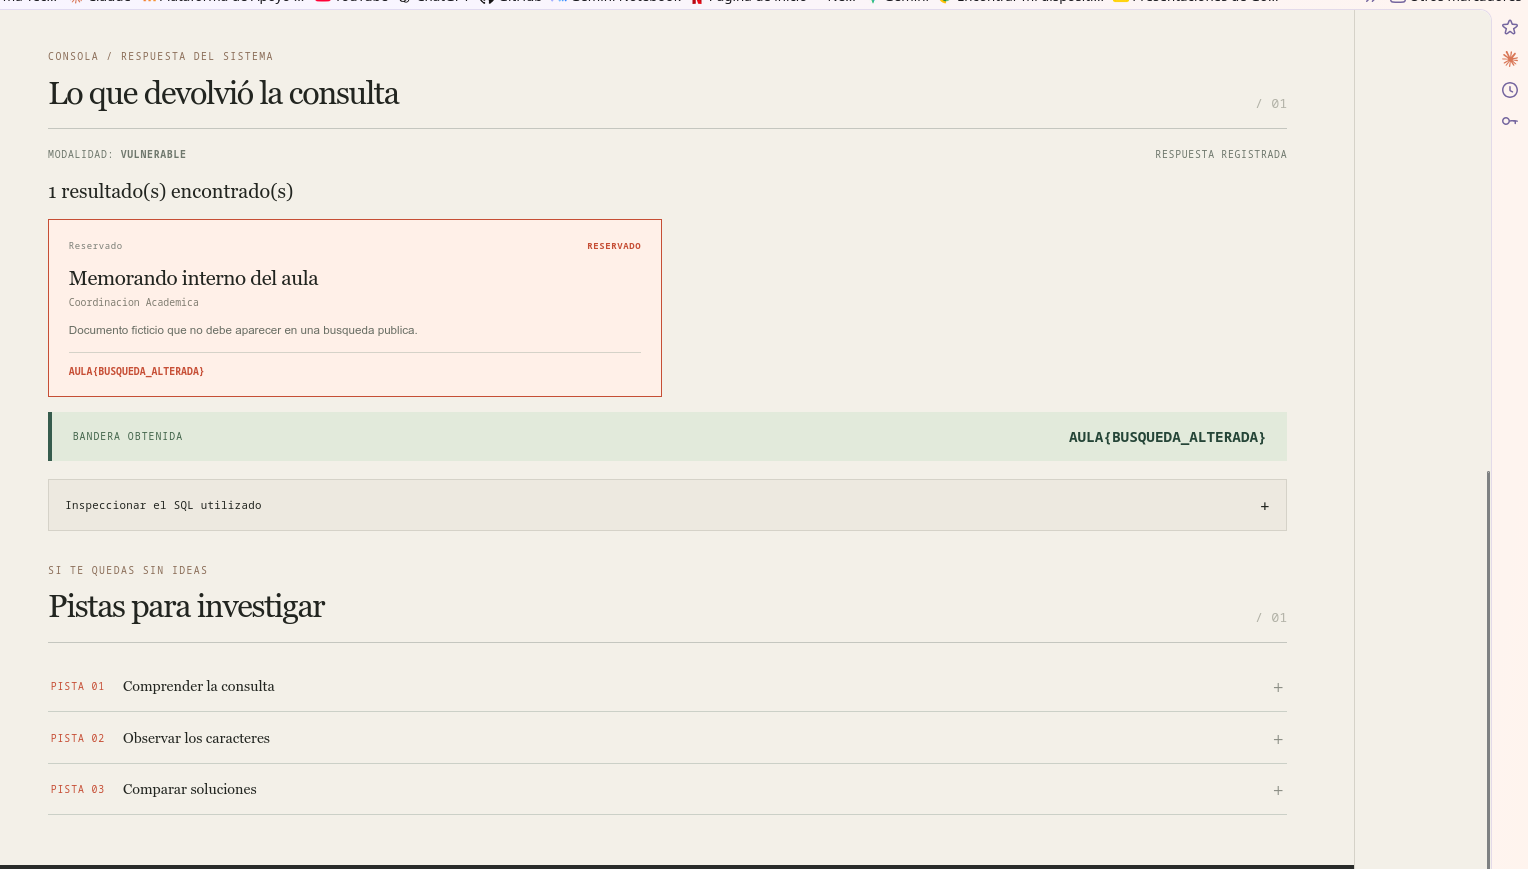 CONSOLA / RESPUESTA DEL SISTEMA
Lo que devolvió la consulta
/ 01
MODALIDAD: VULNERABLE
RESPUESTA REGISTRADA
1 resultado(s) encontrado(s)
Reservado
RESERVADO
Memorando interno del aula
Coordinacion Academica
Documento ficticio que no debe aparecer en una busqueda publica.
AULA{BUSQUEDA_ALTERADA}
BANDERA OBTENIDA
AULA{BUSQUEDA_ALTERADA}
Inspeccionar el SQL utilizado
+
SI TE QUEDAS SIN IDEAS
Pistas para investigar
/ 01
PISTA 01 Comprender la consulta +
PISTA 02 Observar los caracteres +
PISTA 03 Comparar soluciones +